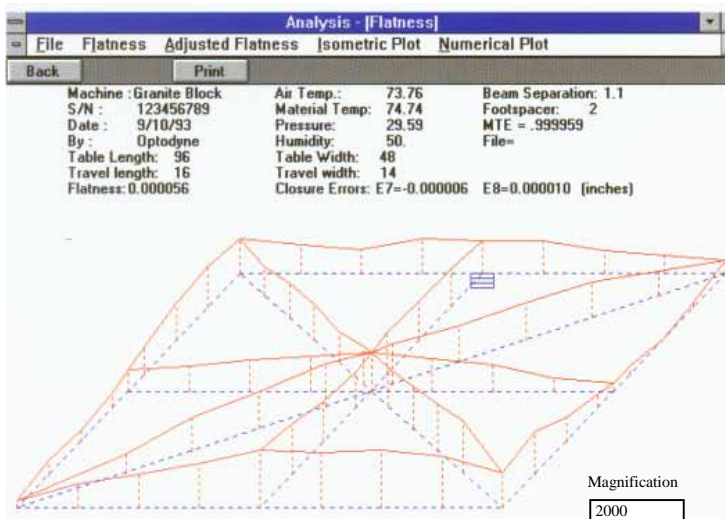 Analysis - [Flatness]
File Flatness Adjusted Flatness Isometric Plot Numerical Plot
Back Print
Machine : Granite Block Air Temp.: 73.76 Beam Separation: 1.1
S/N : 123456789 Material Temp: 74.74 Footspacer: 2
Date : 9/10/93 Pressure: 29.59 MTE = .999959
By : Optodyne Humidity: 50. File=
Table Length: 96 Table Width: 48
Travel length: 16 Travel width: 14
Flatness: 0.000056 Closure Errors: E7=-0.000006 E8=0.000010 (inches)
Magnification
2000